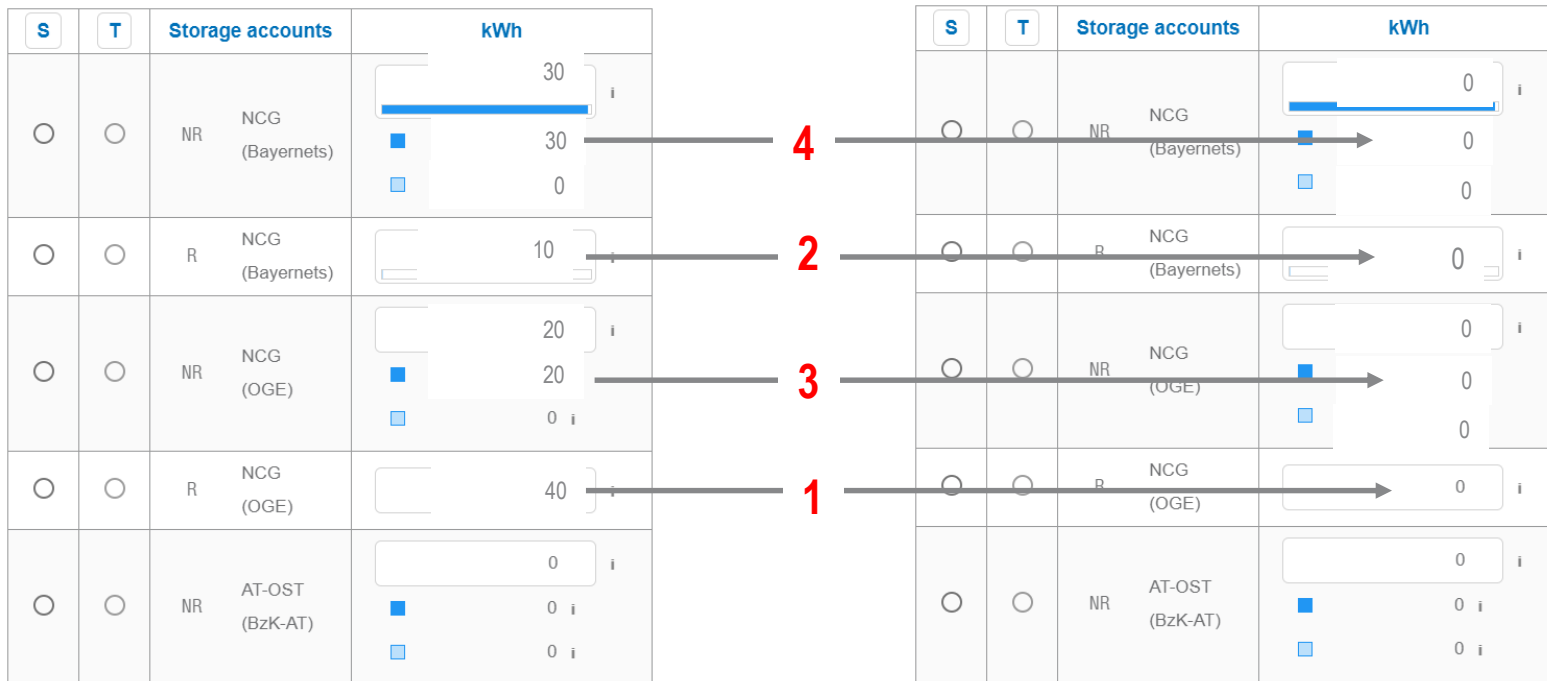 S T Storage accounts kWh
30 i
NR NCG (Bayernets) 30
0
R NCG (Bayernets) 10 i
20 i
NR NCG (OGE) 20
0 i
R NCG (OGE) 40 i
0 i
NR AT-OST (BzK-AT) 0 i
0 i
4
2
3
1
S T Storage accounts kWh
0 i
NR NCG (Bayernets) 0
0
R NCG (Bayernets) 0 i
0 i
NR NCG (OGE) 0
0
R NCG (OGE) 0 i
0 i
NR AT-OST (BzK-AT) 0 i
0 i